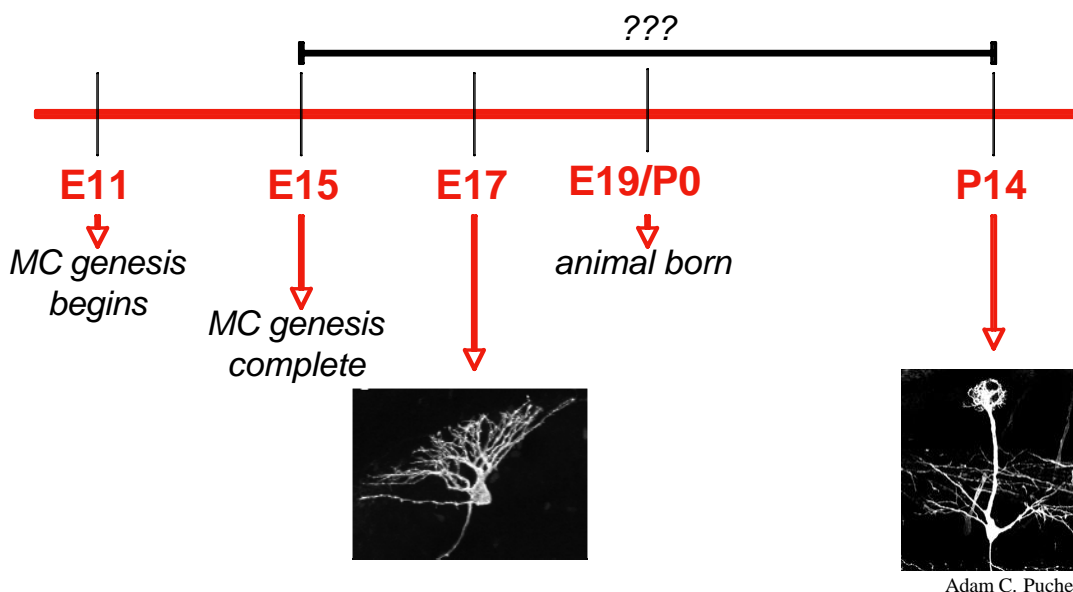 ???
E11
E15
E17
E19/P0
P14
MC genesis
begins
MC genesis
complete
animal born
Adam C. Puche